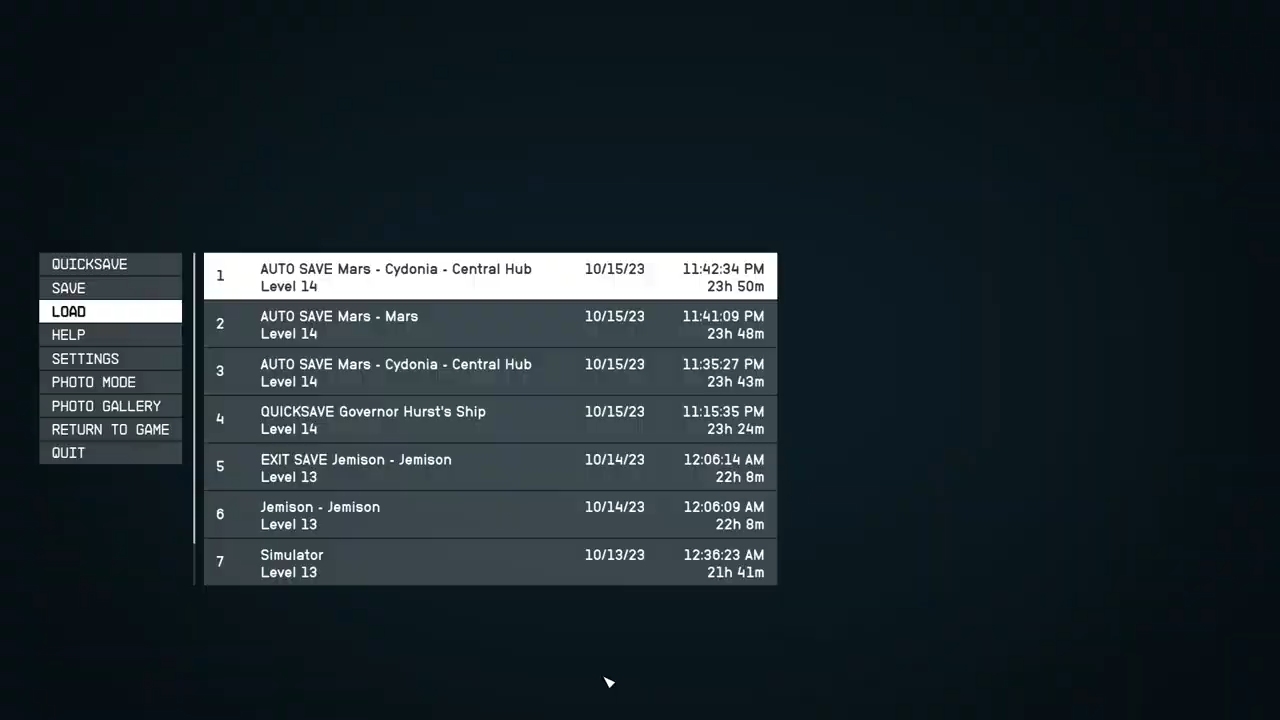 QUICKSAVE
SAVE
LOAD
HELP
SETTINGS
PHOTO MODE
PHOTO GALLERY
RETURN TO GAME
QUIT
1 AUTO SAVE Mars - Cydonia - Central Hub 10/15/23 11:42:34 PM
Level 14 23h 50m
2 AUTO SAVE Mars - Mars 10/15/23 11:41:09 PM
Level 14 23h 48m
3 AUTO SAVE Mars - Cydonia - Central Hub 10/15/23 11:35:27 PM
Level 14 23h 43m
4 QUICKSAVE Governor Hurst's Ship 10/15/23 11:15:35 PM
Level 14 23h 24m
5 EXIT SAVE Jemison - Jemison 10/14/23 12:06:14 AM
Level 13 22h 8m
6 Jemison - Jemison 10/14/23 12:06:09 AM
Level 13 22h 8m
7 Simulator 10/13/23 12:36:23 AM
Level 13 21h 41m